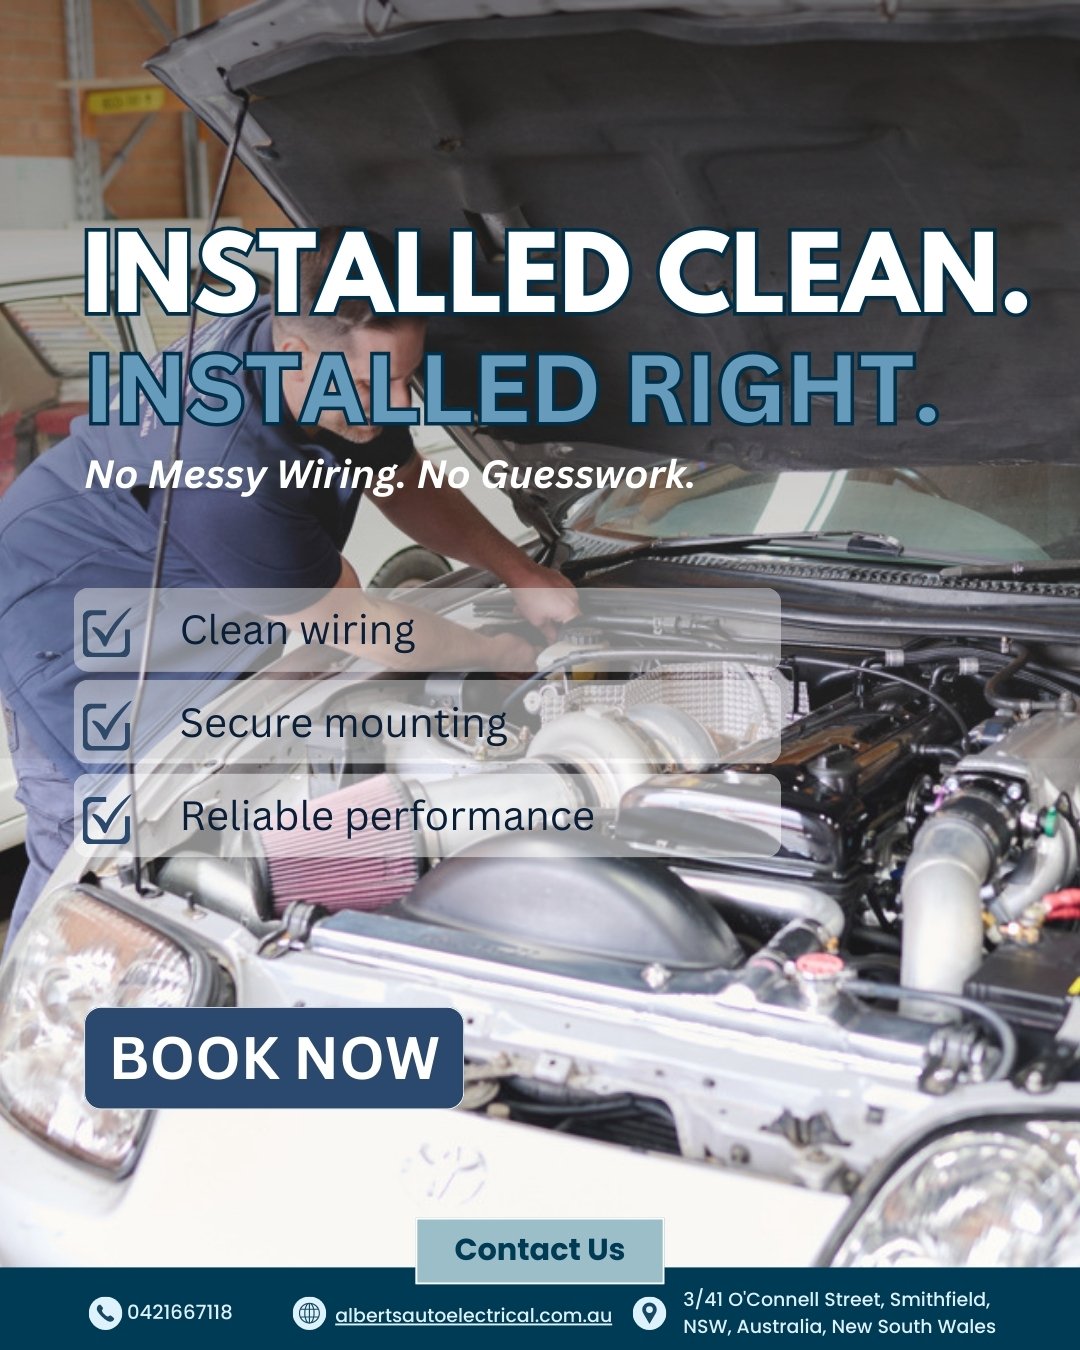 INSTALLED CLEAN.
INSTALLED RIGHT.
No Messy Wiring. No Guesswork.
Clean wiring
Secure mounting
Reliable performance
BOOK NOW
Contact Us
0421667118
albertsautoelectrical.com.au
3/41 O'Connell Street, Smithfield,
NSW, Australia, New South Wales